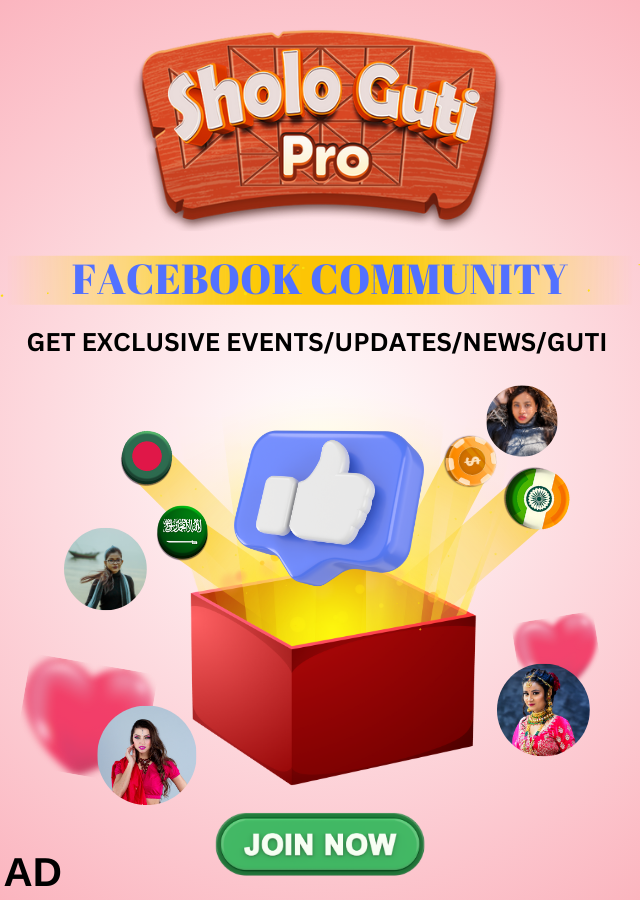 Sholo Guti
Pro
FACEBOOK COMMUNITY
GET EXCLUSIVE EVENTS/UPDATES/NEWS/GUTI
$
JOIN NOW
AD